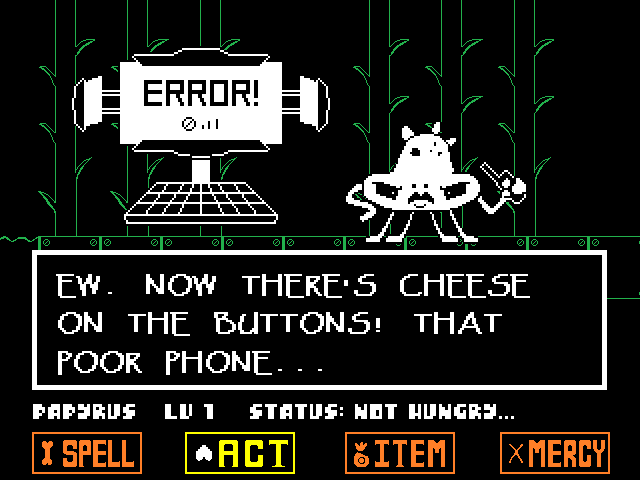 ERROR!
EW. NOW THERE'S CHEESE
ON THE BUTTONS! THAT
POOR PHONE...
PAPYRUS LV 1 STATUS: NOT HUNGRY...
SPELL ACT ITEM MERCY